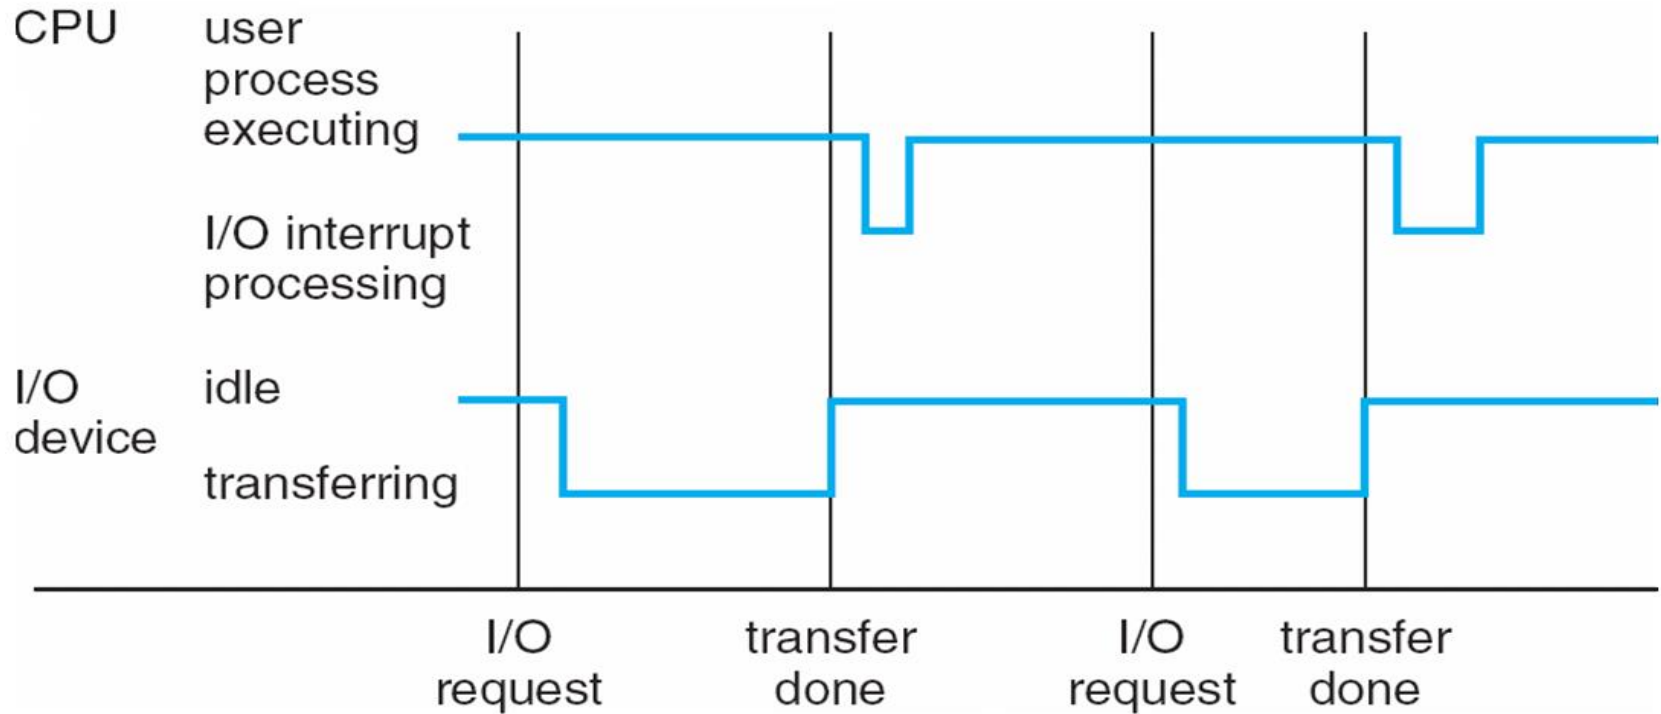 CPU
user
process
executing
I/O interrupt
processing
I/O
device
idle
transferring
I/O
request
transfer
done
I/O
request
transfer
done